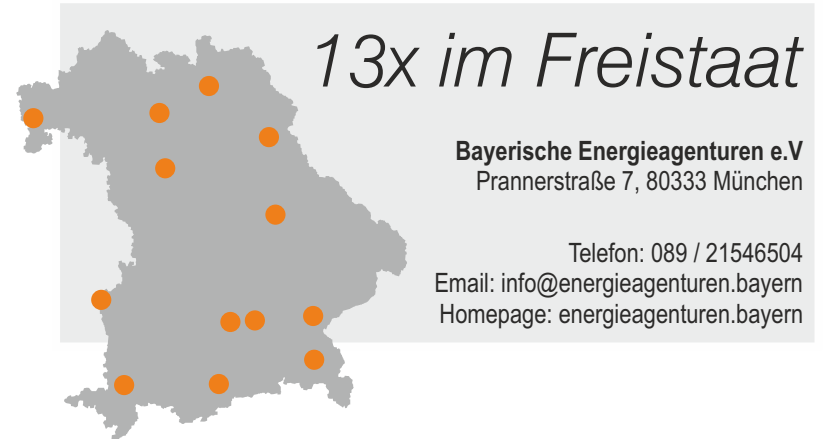 13x im Freistaat
Bayerische Energieagenturen e.V
Prannerstraße 7, 80333 München
Telefon: 089 / 21546504
Email: info@energieagenturen.bayern
Homepage: energieagenturen.bayern